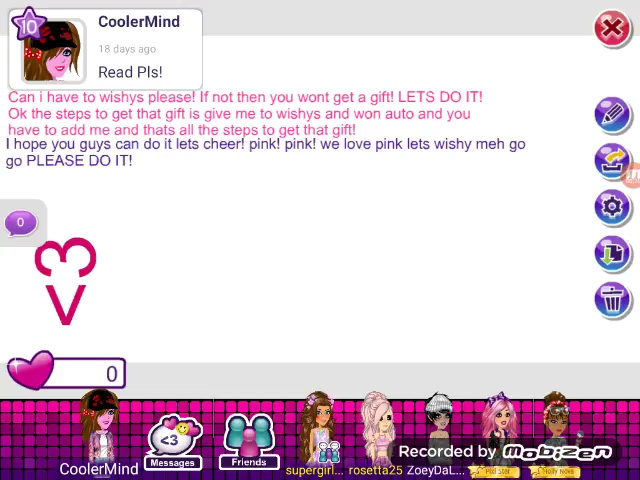 10
CoolerMind
18 days ago
Read Pls!
Can i have to wishys please! If not then you wont get a gift! LETS DO IT!
Ok the steps to get that gift is give me to wishys and won auto and you
have to add me and thats all the steps to get that gift!
I hope you guys can do it lets cheer! pink! pink! we love pink lets wishy meh go
go PLEASE DO IT!
0
<3
0
<3
Messages
Friends
CoolerMind
supergirl...
rosetta25
ZoeyDaL...
Recorded by MOBIZEN